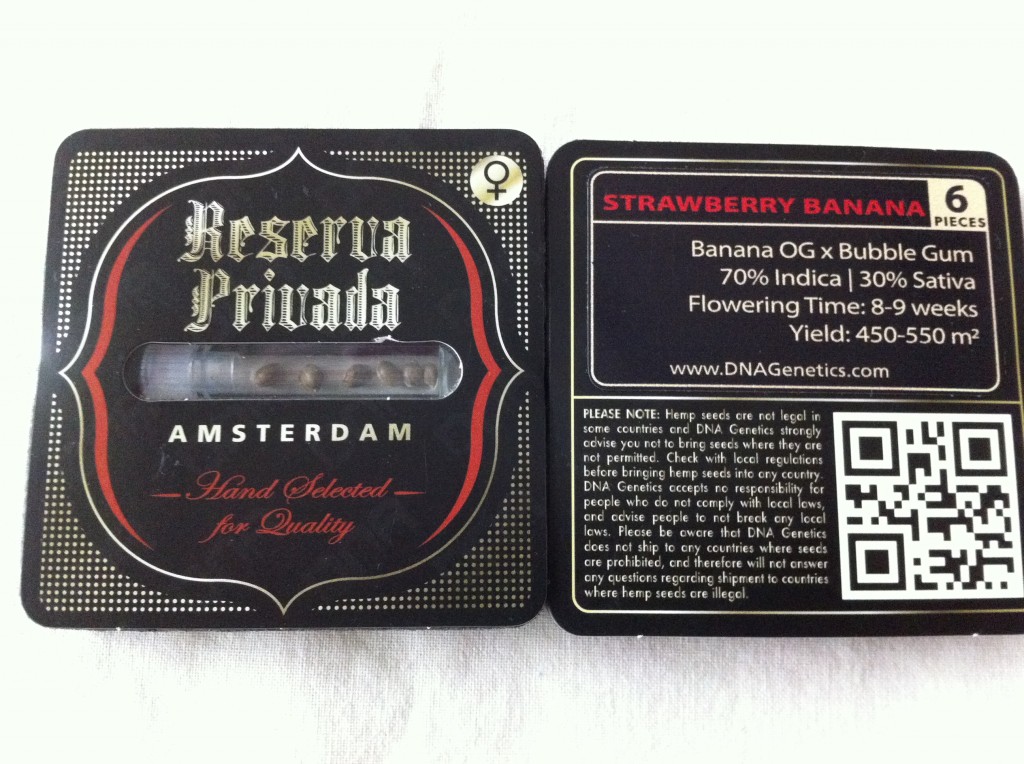 Reserva
Privada
AMSTERDAM
Hand Selected
for Quality
STRAWBERRY BANANA
6
PIECES
Banana OG x Bubble Gum
70% Indica | 30% Sativa
Flowering Time: 8-9 weeks
Yield: 450-550 m²
www.DNAGenetics.com
PLEASE NOTE: Hemp seeds are not legal in
some countries and DNA Genetics strongly
advise you not to bring seeds where they are
not permitted. Check with local regulations
before bringing hemp seeds into any country.
DNA Genetics accepts no responsibility for
people who do not comply with local laws,
and advise people to not break any local
laws. Please be aware that DNA Genetics
does not ship to any countries where seeds
are prohibited, and therefore will not answer
any questions regarding shipment to countries
where hemp seeds are illegal.